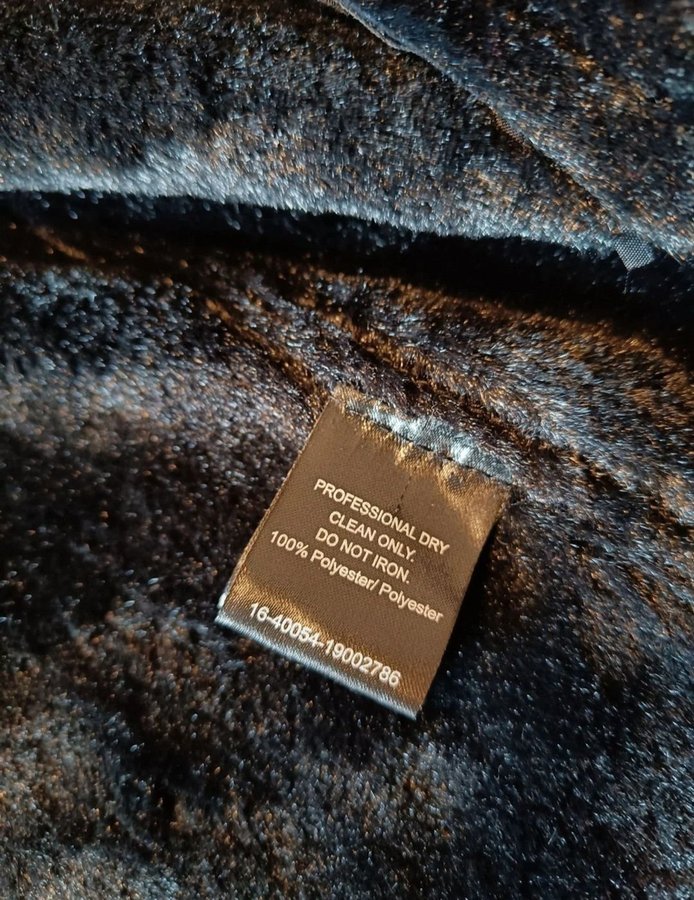 PROFESSIONAL DRY
CLEAN ONLY.
DO NOT IRON.
100% Polyester/ Polyester
16-40054-19002786